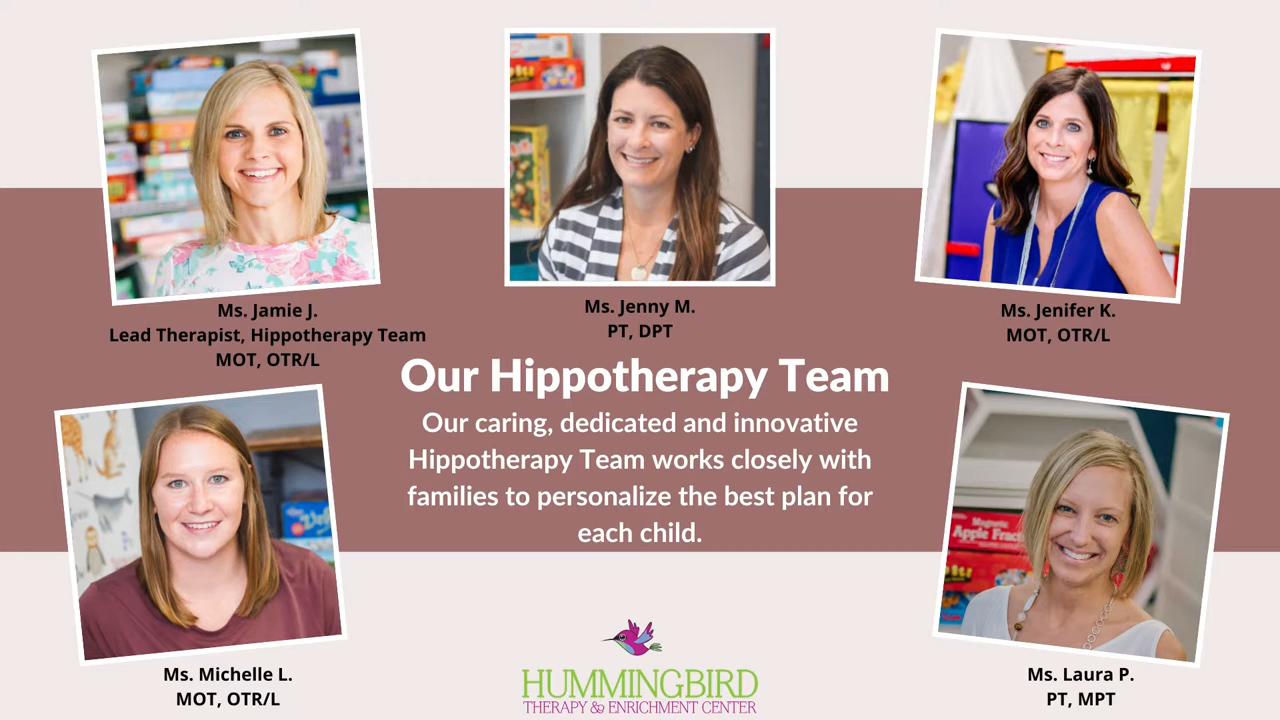 Ms. Jamie J.
Lead Therapist, Hippotherapy Team
MOT, OTR/L
Ms. Jenny M.
PT, DPT
Ms. Jenifer K.
MOT, OTR/L
Our Hippotherapy Team
Our caring, dedicated and innovative
Hippotherapy Team works closely with
families to personalize the best plan for
each child.
Magnetic
Apple
Ms. Michelle L.
MOT, OTR/L
HUMMINGBIRD
THERAPY & ENRICHMENT CENTER
Ms. Laura P.
PT, MPT